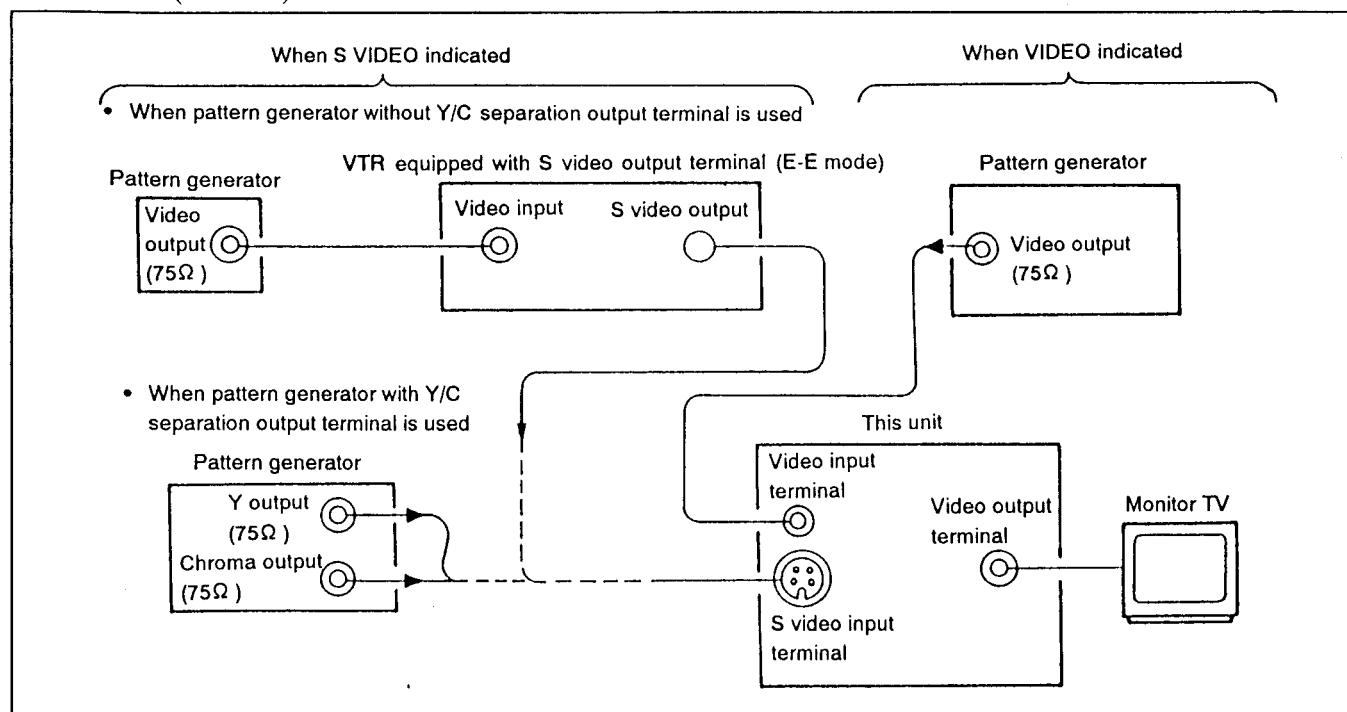 When S VIDEO indicated
When VIDEO indicated
• When pattern generator without Y/C separation output terminal is used
VTR equipped with S video output terminal (E-E mode)
Pattern generator
Video
output
(75Ω )
Video input
S video output
Pattern generator
Video output
(75Ω )
• When pattern generator with Y/C
separation output terminal is used
Pattern generator
Y output
(75Ω )
Chroma output
(75Ω )
This unit
Video input
terminal
Video output
terminal
S video input
terminal
Monitor TV